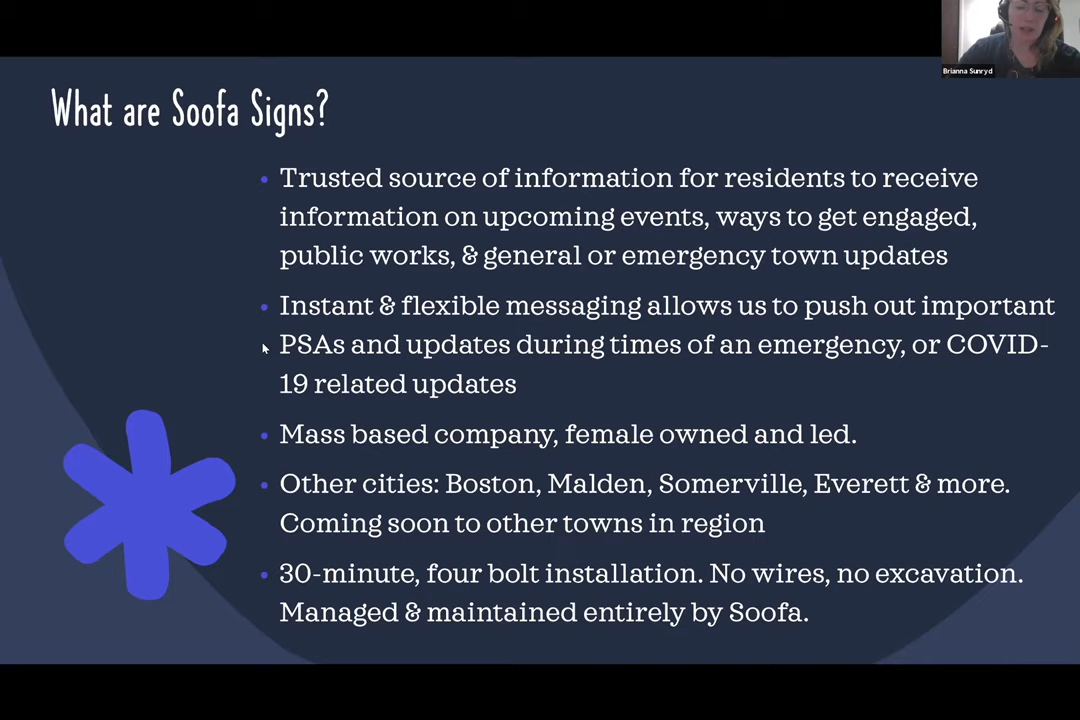 Brianna Sunryd
What are Soofa Signs?
• Trusted source of information for residents to receive
information on upcoming events, ways to get engaged,
public works, & general or emergency town updates
• Instant & flexible messaging allows us to push out important
PSAs and updates during times of an emergency, or COVID-
19 related updates
• Mass based company, female owned and led.
• Other cities: Boston, Malden, Somerville, Everett & more.
Coming soon to other towns in region
• 30-minute, four bolt installation. No wires, no excavation.
Managed & maintained entirely by Soofa.